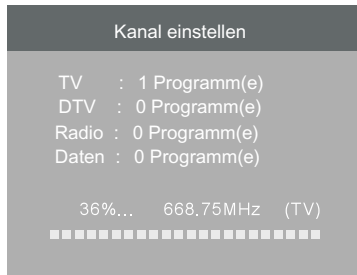 Kanal einstellen
TV : 1 Programm(e)
DTV : 0 Programm(e)
Radio : 0 Programm(e)
Daten : 0 Programm(e)
36%... 668.75MHz (TV)